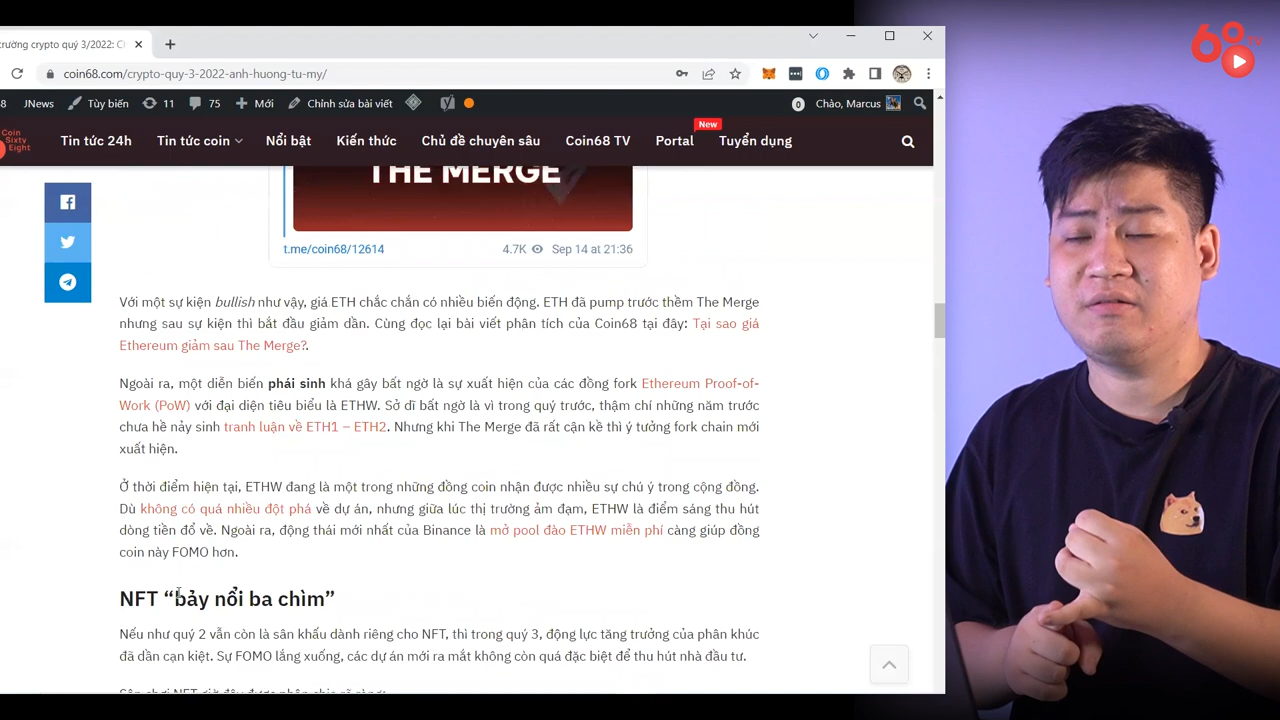 trường crypto quý 3/2022: C
coin68.com/crypto-quy-3-2022-anh-huong-tu-my/
8 JNews Tùy biến 11 75 Mới Chỉnh sửa bài viết 0 Chào, Marcus
Coin
Sixty
Eight
Tin tức 24h Tin tức coin Nổi bật Kiến thức Chủ đề chuyên sâu Coin68 TV Portal New Tuyển dụng
THE MERGE
t.me/coin68/12614 4.7K Sep 14 at 21:36
Với một sự kiện bullish như vậy, giá ETH chắc chắn có nhiều biến động. ETH đã pump trước thềm The Merge
nhưng sau sự kiện thì bắt đầu giảm dần. Cùng đọc lại bài viết phân tích của Coin68 tại đây: Tại sao giá
Ethereum giảm sau The Merge?.
Ngoài ra, một diễn biến phái sinh khá gây bất ngờ là sự xuất hiện của các đồng fork Ethereum Proof-of-
Work (PoW) với đại diện tiêu biểu là ETHW. Sở dĩ bất ngờ là vì trong quý trước, thậm chí những năm trước
chưa hề nảy sinh tranh luận về ETH1 – ETH2. Nhưng khi The Merge đã rất cận kề thì ý tưởng fork chain mới
xuất hiện.
Ở thời điểm hiện tại, ETHW đang là một trong những đồng coin nhận được nhiều sự chú ý trong cộng đồng.
Dù không có quá nhiều đột phá về dự án, nhưng giữa lúc thị trường ảm đạm, ETHW là điểm sáng thu hút
dòng tiền đổ về. Ngoài ra, động thái mới nhất của Binance là mở pool đào ETHW miễn phí càng giúp đồng
coin này FOMO hơn.
NFT “bảy nổi ba chìm”
Nếu như quý 2 vẫn còn là sân khấu dành riêng cho NFT, thì trong quý 3, động lực tăng trưởng của phân khúc
đã dần cạn kiệt. Sự FOMO lắng xuống, các dự án mới ra mắt không còn quá đặc biệt để thu hút nhà đầu tư.
68 TV